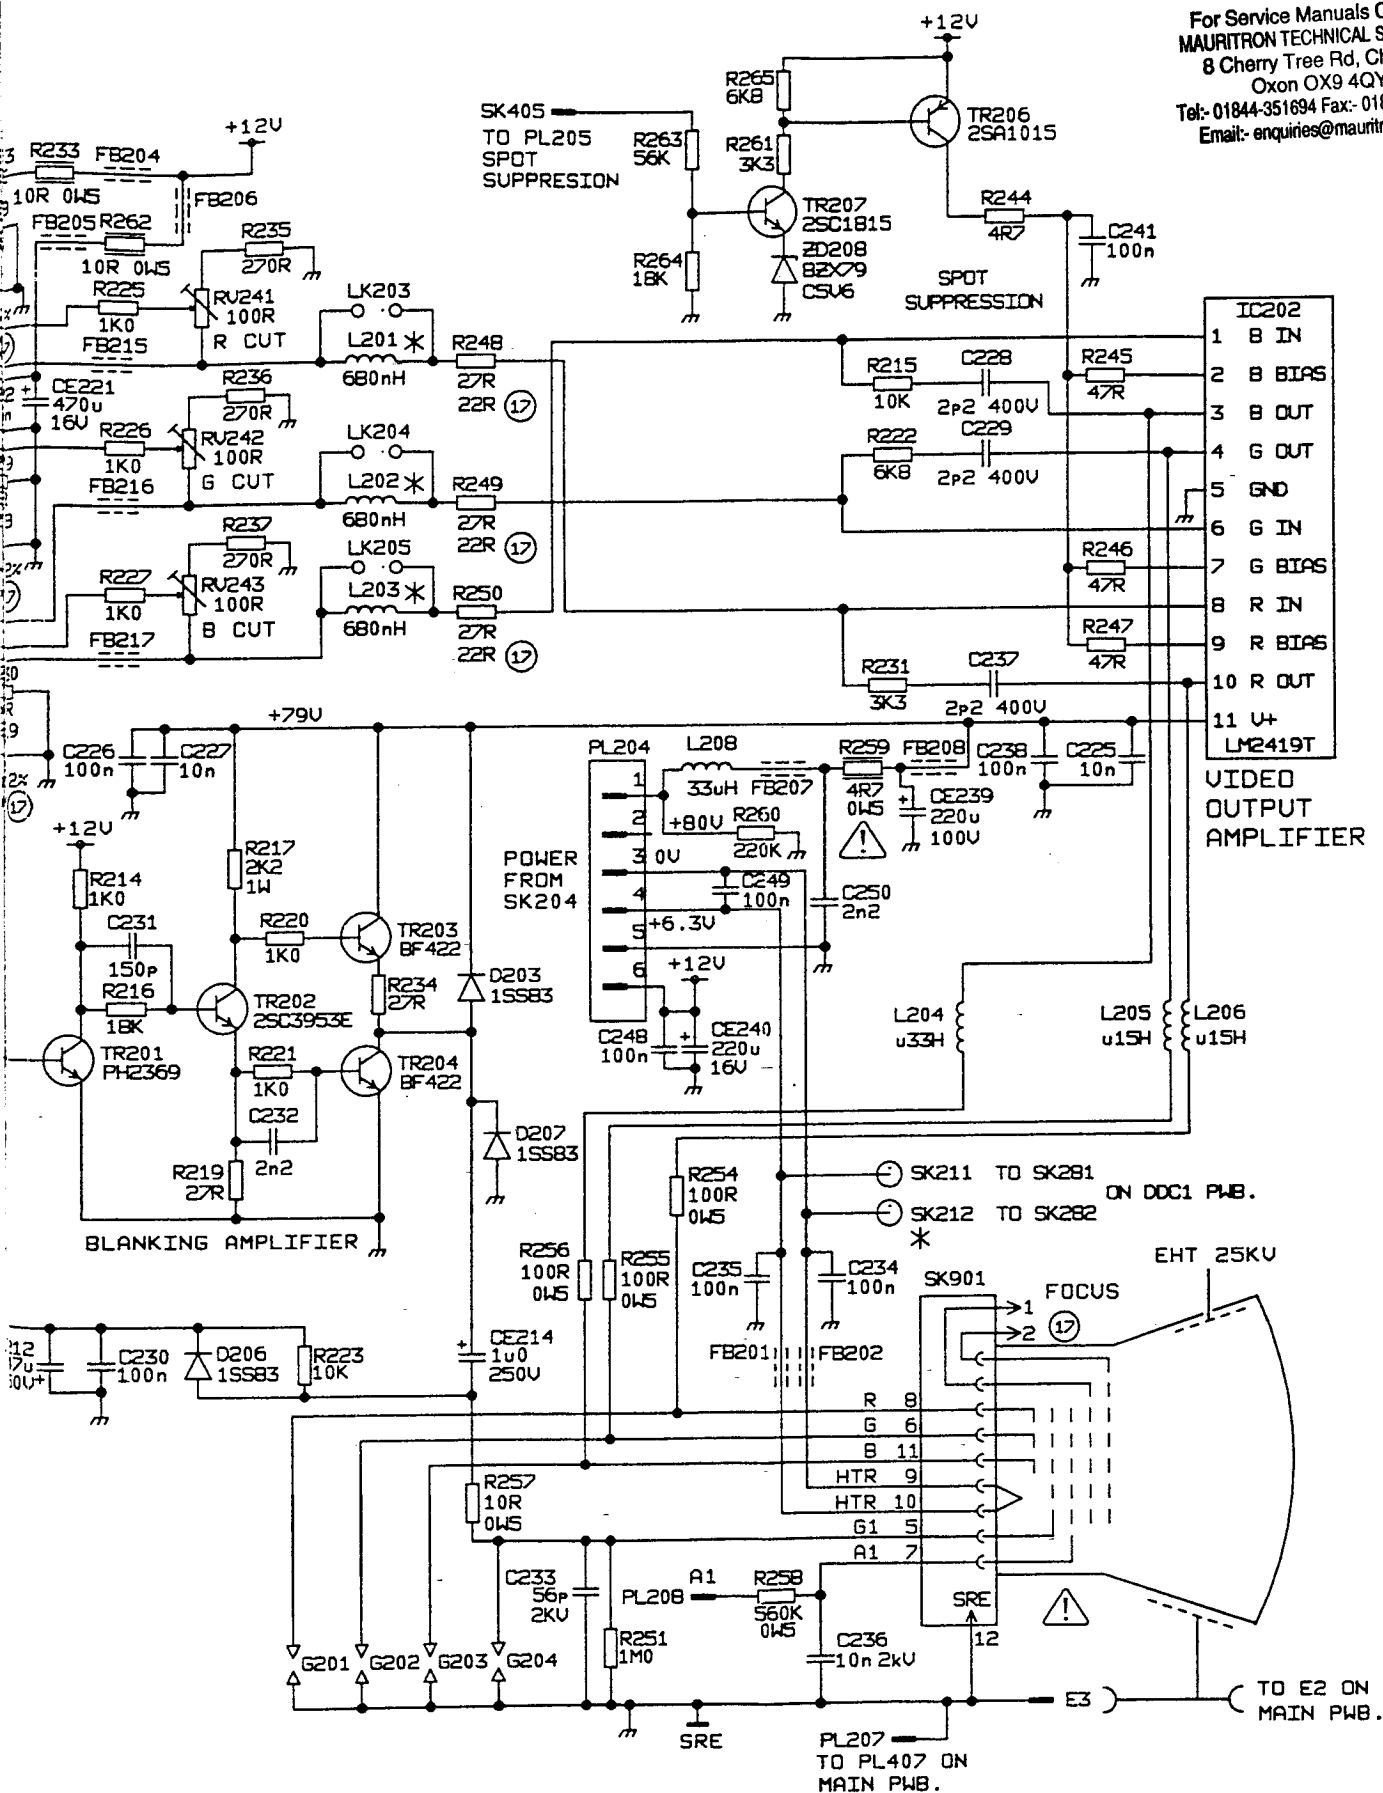 For Service Manuals
MAURITRON TECHNICAL
8 Cherry Tree Rd,
Oxon OX9 4QY
Tel:- 01844-351694 Fax:-
Email:- enquiries@
+12V
R265
6K8
SK405
TO PL205
SPOT
SUPPRESION
R263
56K
R261
3K3
TR206
2SA1015
+12V
R233
10R 0W5
FB204
FB206
FB205
R262
10R 0W5
R235
270R
TR207
2SC1815
R264
18K
ZD208
BZX79
C5V6
R244
4R7
C241
100n
SPOT
SUPPRESSION
R225
1K0
RV241
100R
R CUT
FB215
LK203
L201 *
680nH
R248
27R
22R 17
CE221
470u
16V
R236
270R
R226
1K0
RV242
100R
G CUT
FB216
LK204
L202 *
680nH
R249
27R
22R 17
R237
270R
R227
1K0
RV243
100R
B CUT
FB217
LK205
L203 *
680nH
R250
27R
22R 17
R215
10K
C228
2p2 400V
R222
6K8
C229
2p2 400V
R231
3K3
C237
2p2 400V
R245
47R
R246
47R
R247
47R
IC202
1 B IN
2 B BIAS
3 B OUT
4 G OUT
5 GND
6 G IN
7 G BIAS
8 R IN
9 R BIAS
10 R OUT
11 V+
LM2419T
VIDEO
OUTPUT
AMPLIFIER
+79V
C226
100n
C227
10n
17
PL204
1
2
3
4
5
6
L208
33uH
FB207
R259
4R7
0W5
FB208
C238
100n
C225
10n
+80V
R260
220K
CE239
220u
100V
0V
C249
100n
C250
2n2
+6.3V
+12V
POWER
FROM
SK204
C248
100n
CE240
220u
16V
+12V
R214
1K0
C231
150p
R216
18K
R217
2K2
1W
R220
1K0
TR203
BF422
R234
27R
D203
1SS83
TR202
2SC3953E
TR201
PH2369
R221
1K0
TR204
BF422
C232
2n2
R219
27R
D207
1SS83
BLANKING AMPLIFIER
L204
u33H
L205
u15H
L206
u15H
R254
100R
0W5
SK211 TO SK281
ON DDC1 PWB.
SK212 TO SK282
*
R256
100R
0W5
R255
100R
0W5
C235
100n
C234
100n
FB201
FB202
SK901
FOCUS
1
2
17
EHT 25KV
C230
100n
D206
1SS83
R223
10K
CE214
1u0
250V
R 8
G 6
B 11
HTR 9
HTR 10
G1 5
A1 7
SRE
12
R257
10R
0W5
C233
56p
2KV
R251
1M0
A1
PL208
R258
560K
0W5
C236
10n 2kV
G201
G202
G203
G204
SRE
PL207
TO PL407 ON
MAIN PWB.
E3
TO E2 ON
MAIN PWB.